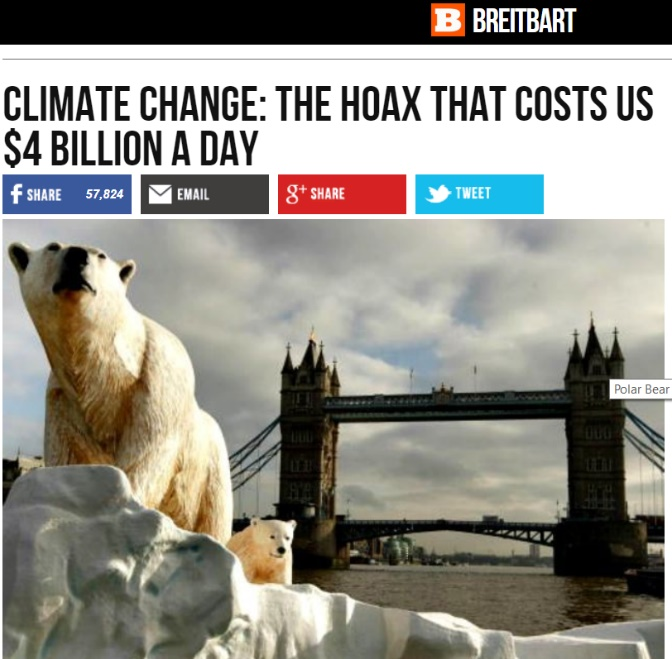 B BREITBART
CLIMATE CHANGE: THE HOAX THAT COSTS US
$4 BILLION A DAY
f SHARE 57,824 EMAIL g+ SHARE TWEET
Polar Bear